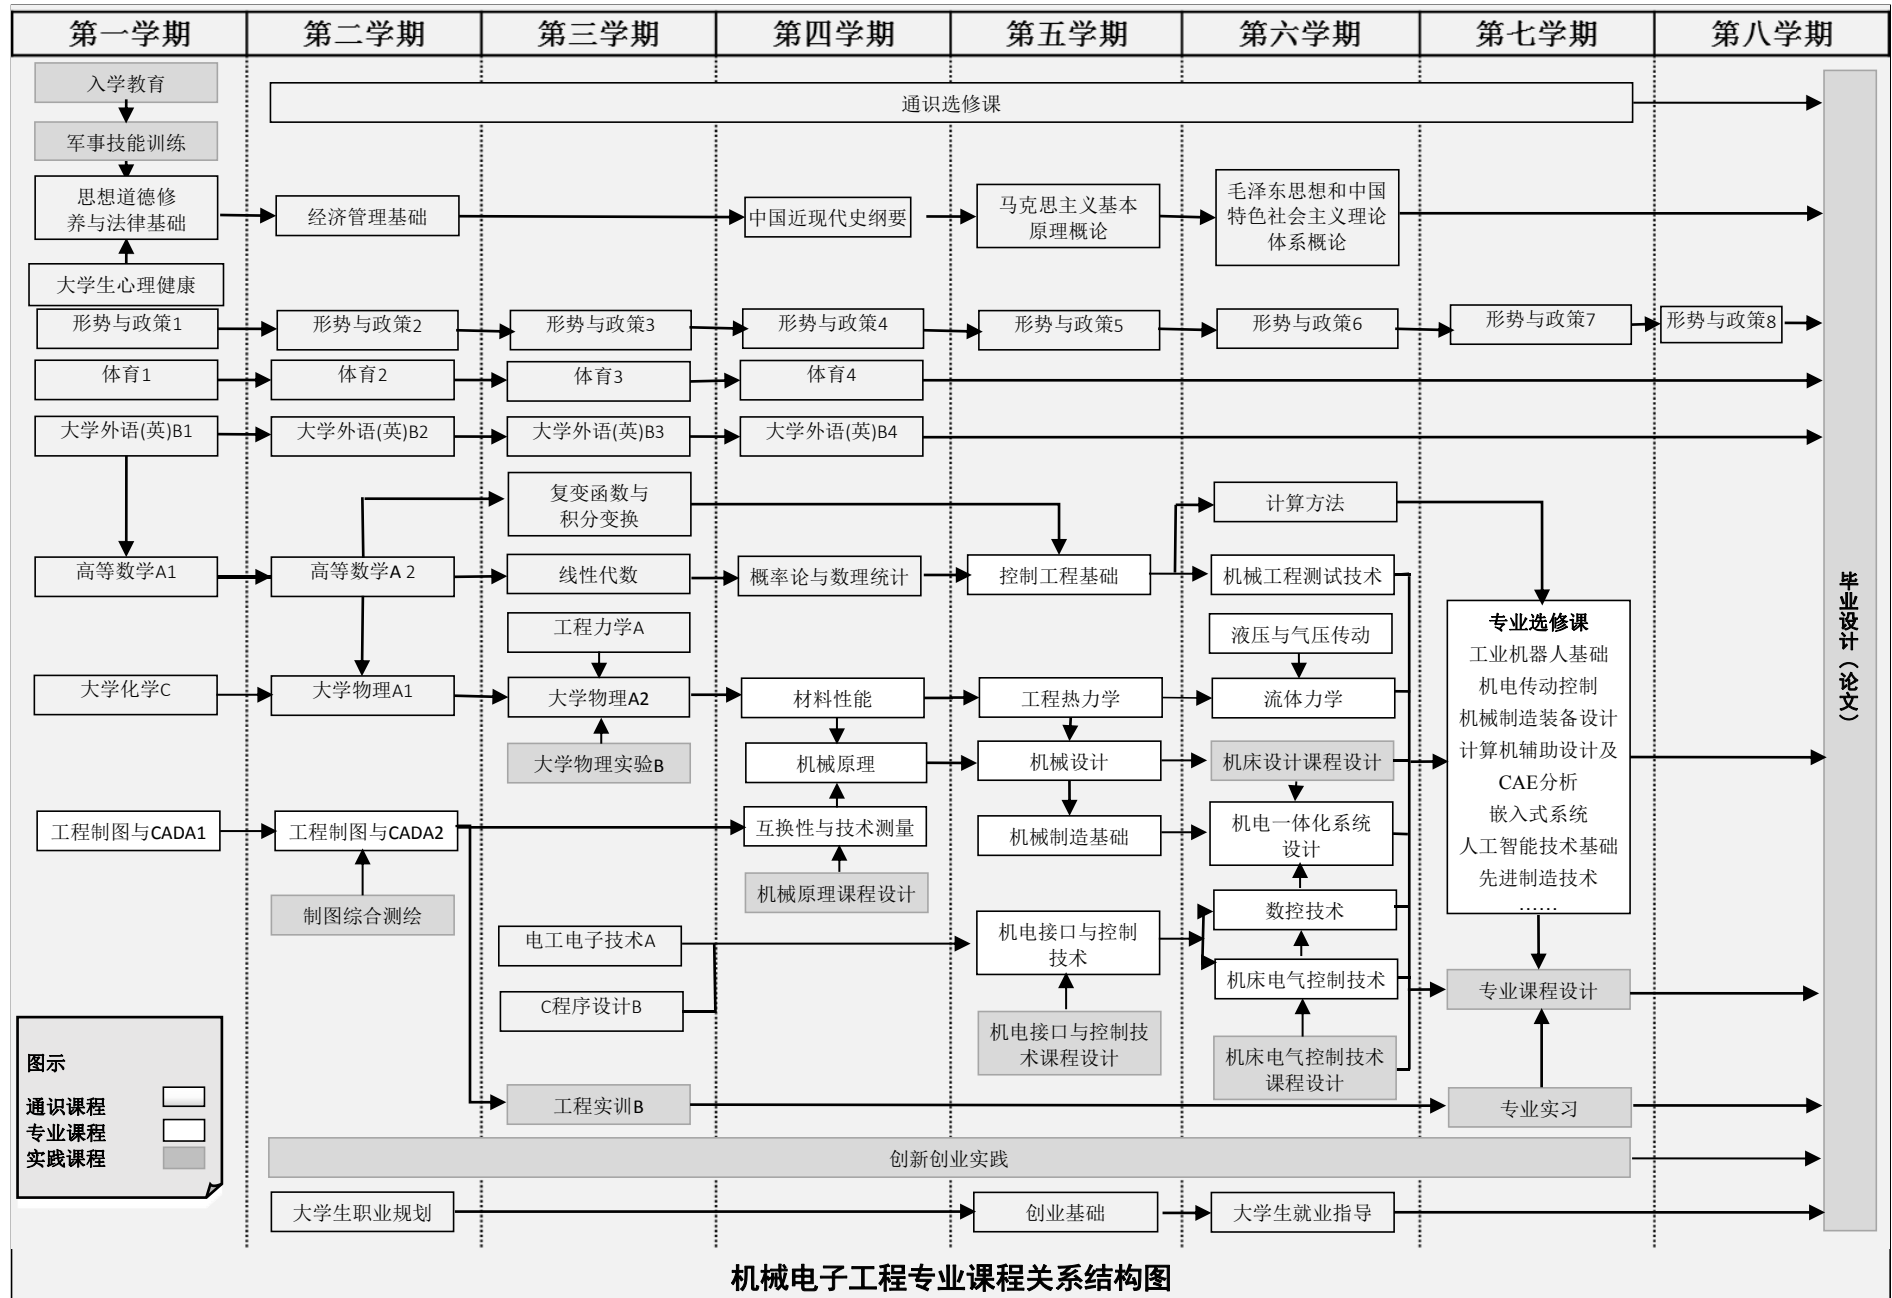 第一学期 第二学期 第三学期 第四学期 第五学期 第六学期 第七学期 第八学期
入学教育
通识选修课
军事技能训练
思想道德修
养与法律基础
经济管理基础
中国近现代史纲要
马克思主义基本
原理概论
毛泽东思想和中国
特色社会主义理论
体系概论
大学生心理健康
形势与政策1
形势与政策2
形势与政策3
形势与政策4
形势与政策5
形势与政策6
形势与政策7
形势与政策8
体育1
体育2
体育3
体育4
大学外语(英)B1
大学外语(英)B2
大学外语(英)B3
大学外语(英)B4
复变函数与
积分变换
计算方法
高等数学A1
高等数学A 2
线性代数
概率论与数理统计
控制工程基础
机械工程测试技术
工程力学A
液压与气压传动
大学化学C
大学物理A1
大学物理A2
材料性能
工程热力学
流体力学
大学物理实验B
机械原理
机械设计
机床设计课程设计
工程制图与CADA1
工程制图与CADA2
互换性与技术测量
机械制造基础
机电一体化系统
设计
制图综合测绘
机械原理课程设计
电工电子技术A
机电接口与控制
技术
数控技术
C程序设计B
机床电气控制技术
机电接口与控制技
术课程设计
机床电气控制技术
课程设计
专业选修课
工业机器人基础
机电传动控制
机械制造装备设计
计算机辅助设计及
CAE分析
嵌入式系统
人工智能技术基础
先进制造技术
……
专业课程设计
工程实训B
专业实习
创新创业实践
大学生职业规划
创业基础
大学生就业指导
毕业设计（论文）
图示
通识课程
专业课程
实践课程
机械电子工程专业课程关系结构图